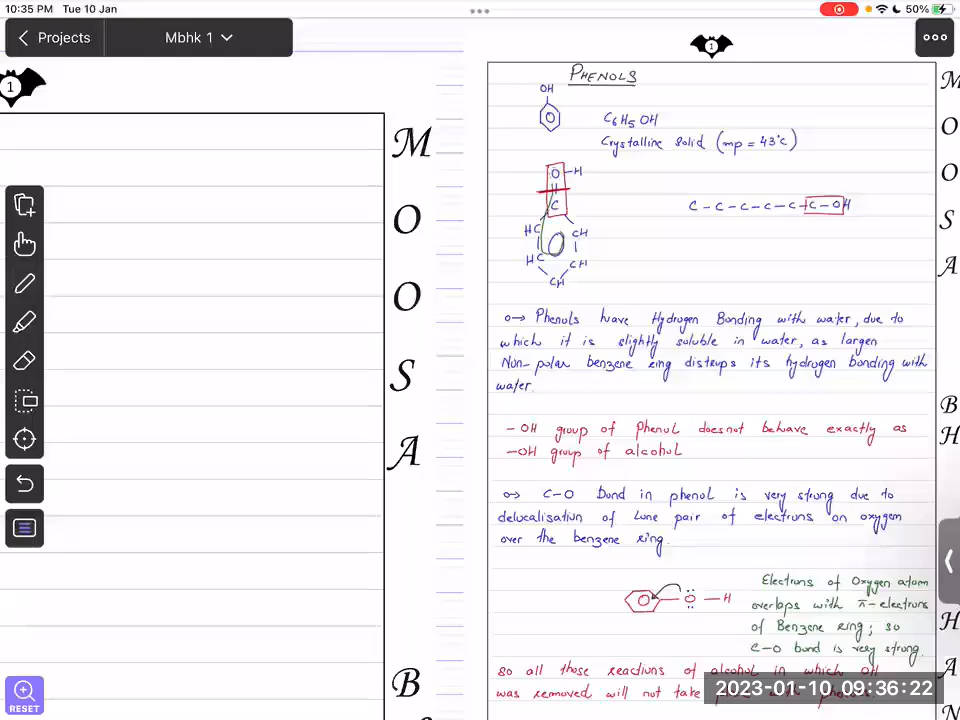 10:35 PM Tue 10 Jan
50%
Projects
Mbhk 1
1
M
O
O
S
A
B
RESET
1
PHENOLS
OH
C6H5OH
Crystalline Solid (mp = 43°C)
O - H
C
HC CH
HC CH
CH
C - C - C - C - C - C - OH
Phenols have Hydrogen Bonding with water, due to
which it is slightly soluble in water, as larger
Non-polar benzene ring distrups its hydrogen bonding with
water.
- OH group of phenol doesnot behave exactly as
- OH group of alcohol
C-O Bond in phenol is very strong due to
delocalisation of lone pair of electrons on oxygen
over the benzene ring.
O - H
Electrons of Oxygen atom
overlaps with π-electrons
of Benzene ring; so
C-O bond is very strong.
so all those reactions of alcohol in which OH
was removed will not take
M
O
O
S
A
B
H
H
A
N
2023-01-10 09:36:22